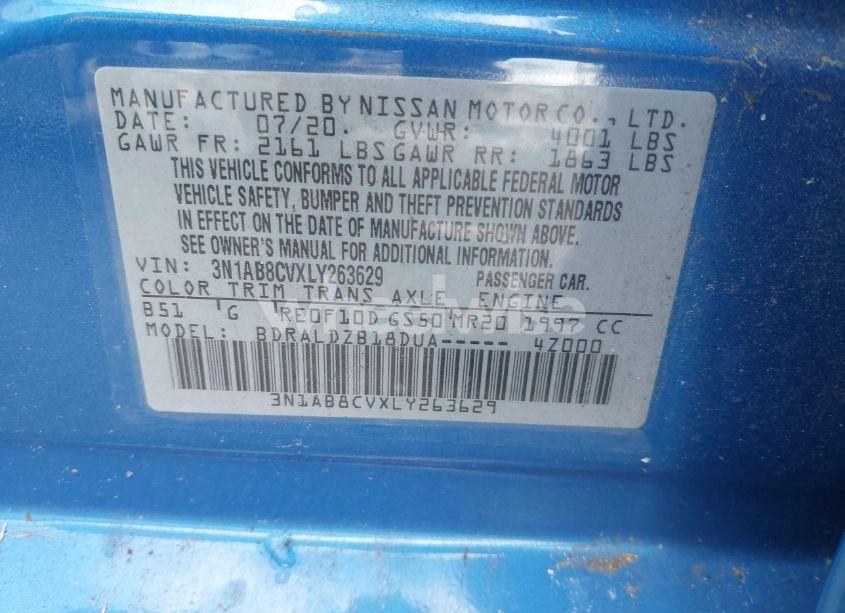 MANUFACTURED BY NISSAN MOTOR CO., LTD.
DATE: 07/20. GVWR: 4001 LBS
GAWR FR: 2161 LBS GAWR RR: 1863 LBS
THIS VEHICLE CONFORMS TO ALL APPLICABLE FEDERAL MOTOR
VEHICLE SAFETY, BUMPER AND THEFT PREVENTION STANDARDS
IN EFFECT ON THE DATE OF MANUFACTURE SHOWN ABOVE.
SEE OWNER'S MANUAL FOR ADDITIONAL INFORMATION.
VIN: 3N1AB8CVXLY263629 PASSENGER CAR.
COLOR TRIM TRANS AXLE ENGINE
B51 'G 'RE0F10D GS50 MR20 1997 CC
MODEL: BDRALDZB18DUA----- 4Z000.
3N1AB8CVXLY263629